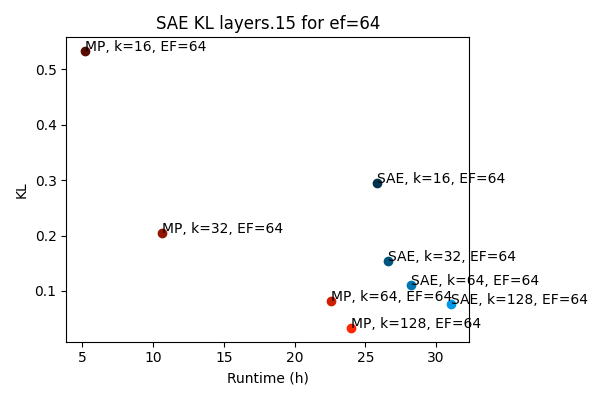 SAE KL layers.15 for ef=64
MP, k=16, EF=64
0.5
0.4
0.3
SAE, k=16, EF=64
KL
MP, k=32, EF=64
0.2
SAE, k=32, EF=64
SAE, k=64, EF=64
0.1
MP, k=64, EF=64
SAE, k=128, EF=64
MP, k=128, EF=64
5 10 15 20 25 30
Runtime (h)